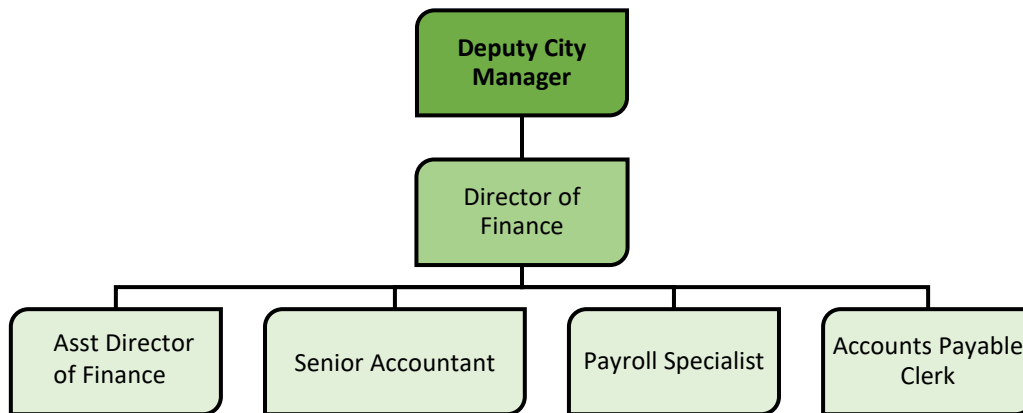 Deputy City
Manager
Director of
Finance
Asst Director
of Finance
Senior Accountant
Payroll Specialist
Accounts Payable
Clerk